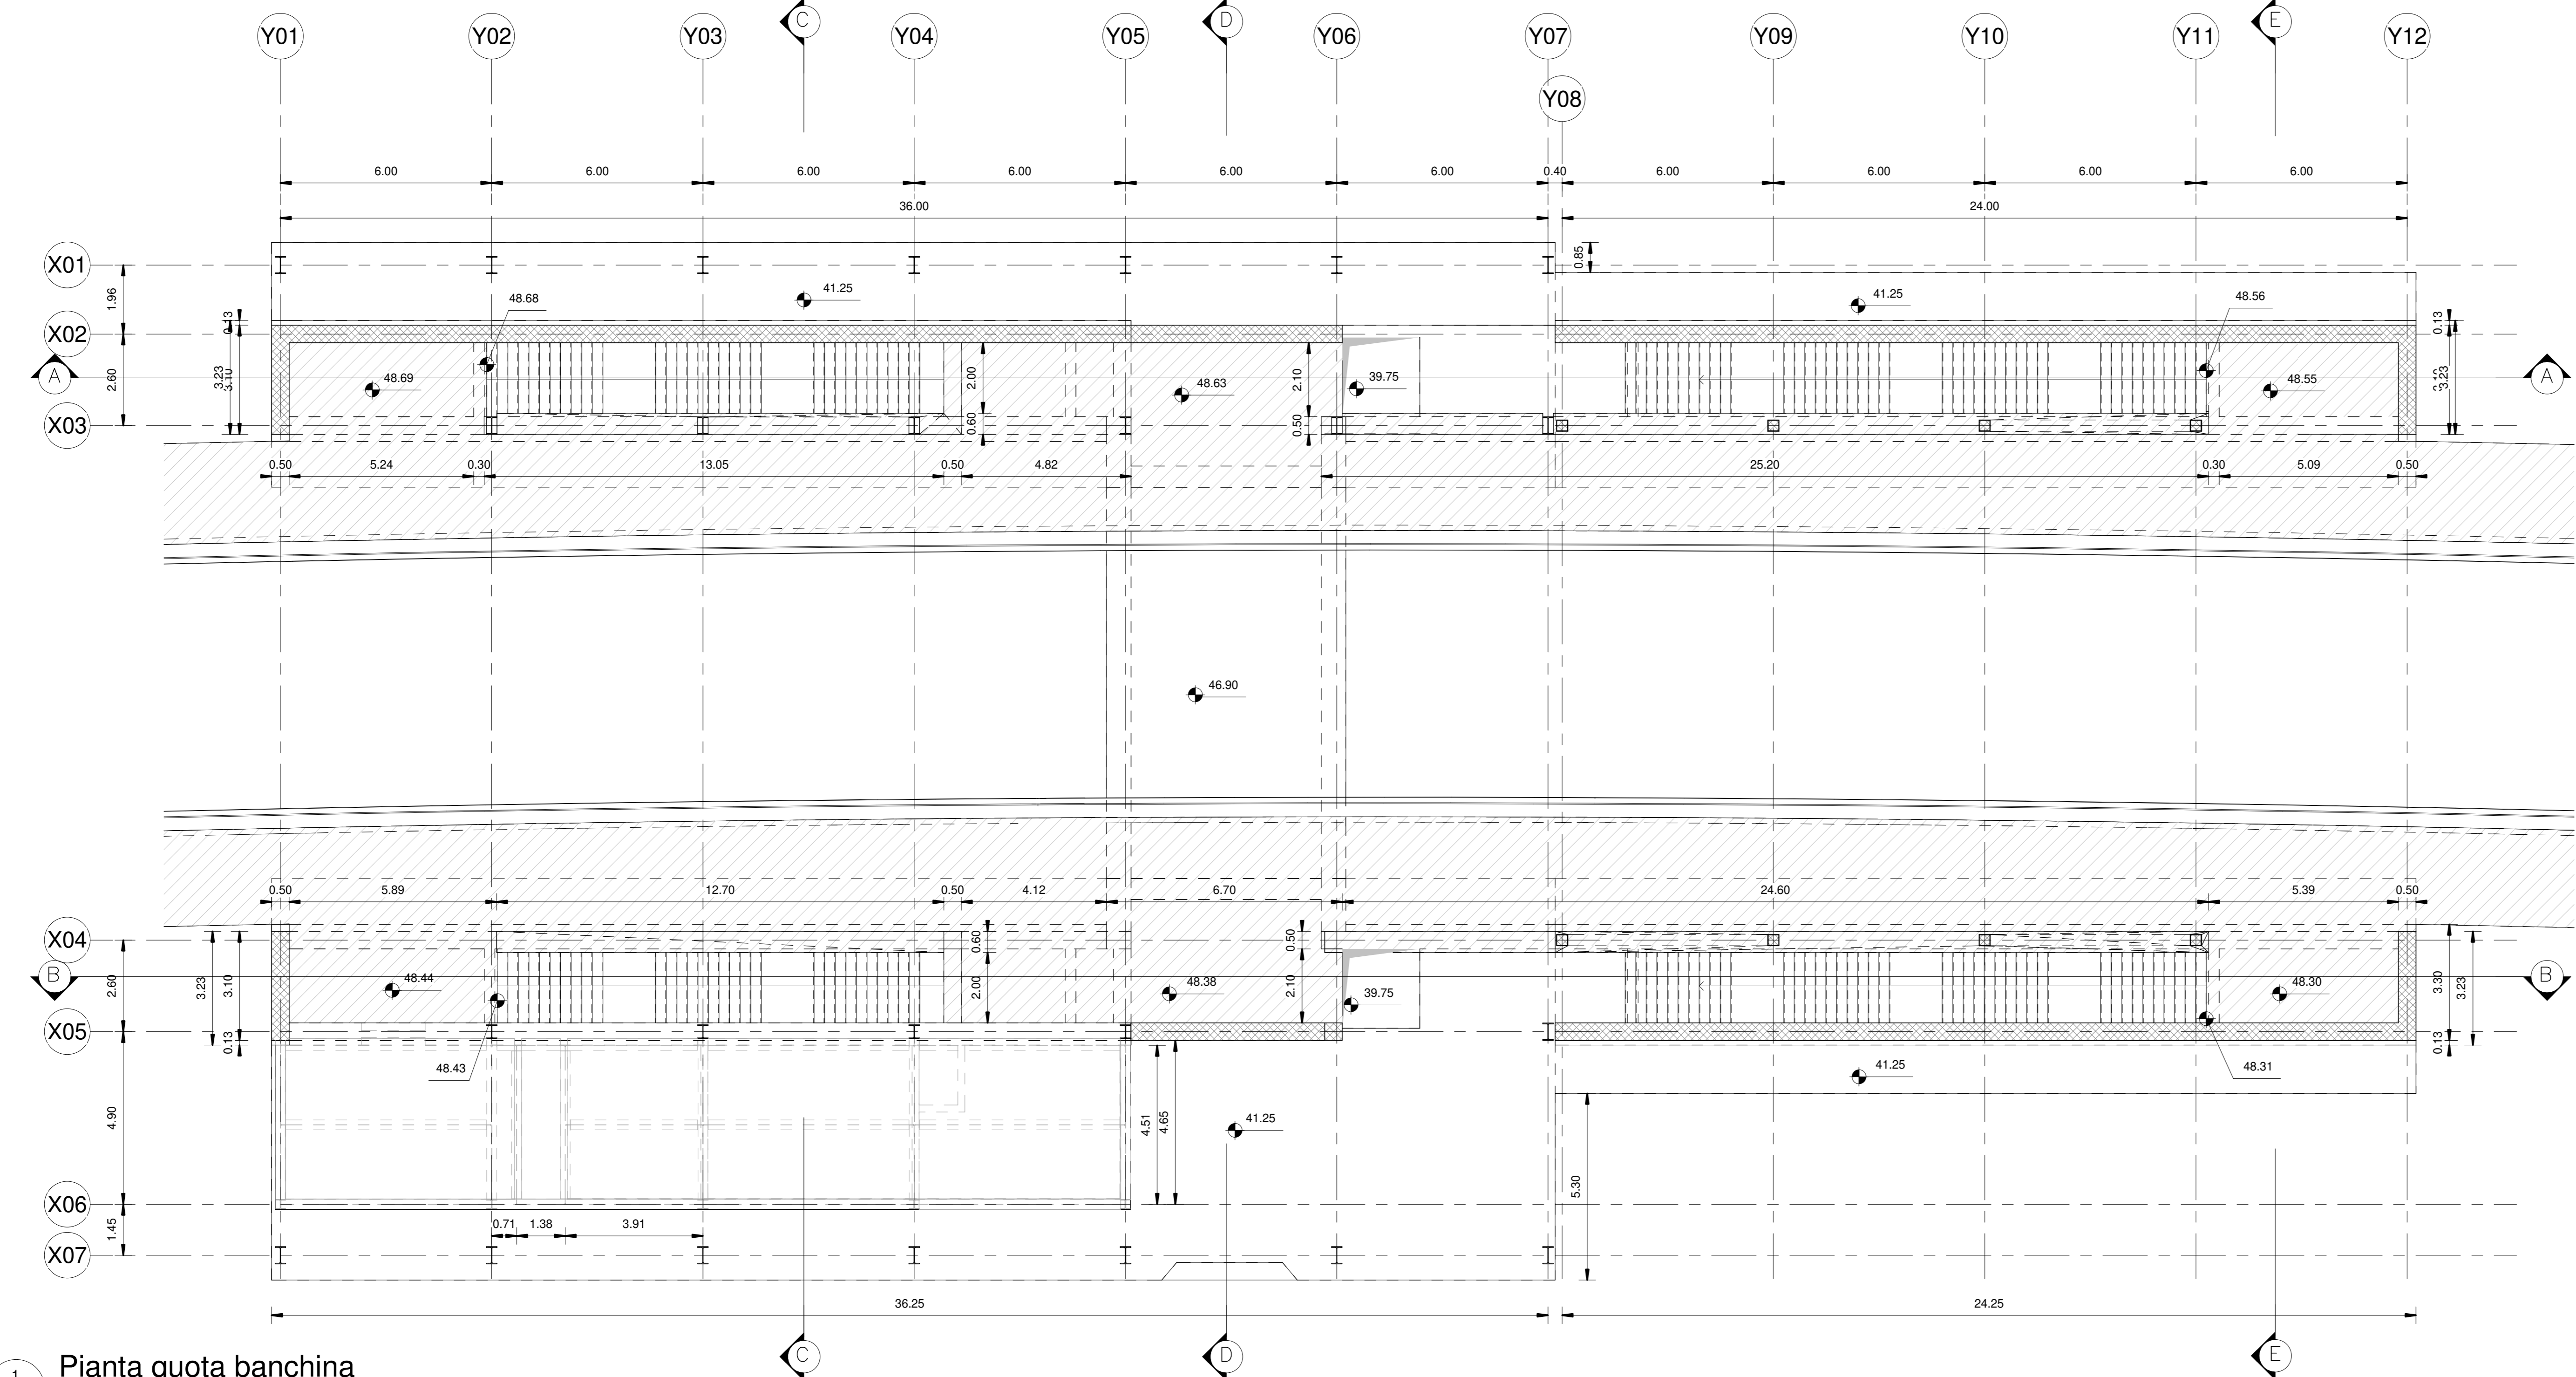 C D E
Y01 Y02 Y03 Y04 Y05 Y06 Y07 Y09 Y10 Y11 Y12
Y08
6.00 6.00 6.00 6.00 6.00 6.00 0.40 6.00 6.00 6.00 6.00
36.00 24.00
X01
0.85
1.96
48.68 41.25 41.25 48.56
0.13 0.13
X02
A 2.60 3.23 3.10 48.69 2.00 48.63 2.10 39.75 48.55 3.23 A
X03
0.60 0.50
0.50 5.24 0.30 13.05 0.50 4.82 25.20 0.30 5.09 0.50
46.90
0.50 5.89 12.70 0.50 4.12 6.70 24.60 5.39 0.50
X04
0.60 0.50
B 2.60 3.23 3.10 48.44 2.00 48.38 2.10 39.75 48.30 3.30 3.23 B
X05
0.13 0.13
48.43 41.25 48.31
4.90 4.51 4.65 41.25
5.30
X06
1.45 0.71 1.38 3.91
X07
36.25 24.25
C D E
1 Pianta quota banchina